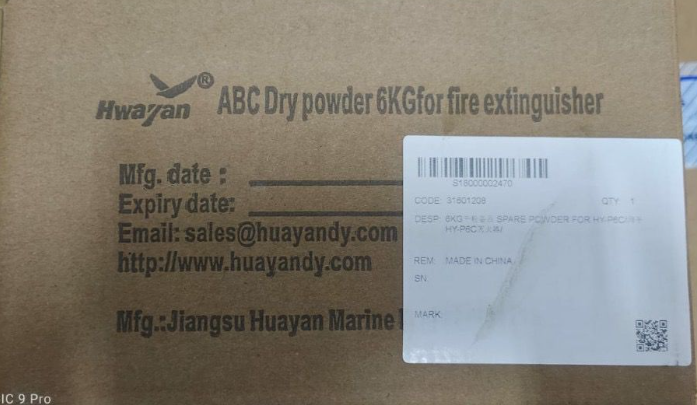 Hwayan® ABC Dry powder 6KGfor fire extinguisher
Mfg. date :
Expiry date:
Email: sales@huayandy.com
http://www.huayandy.com
Mfg.:Jiangsu Huayan Marine
S18000002470
CODE: 31601209 QTY: 1
DESP: SPARE POWDER FOR
REM: MADE IN CHINA
SN:
MARK:
IC 9 Pro